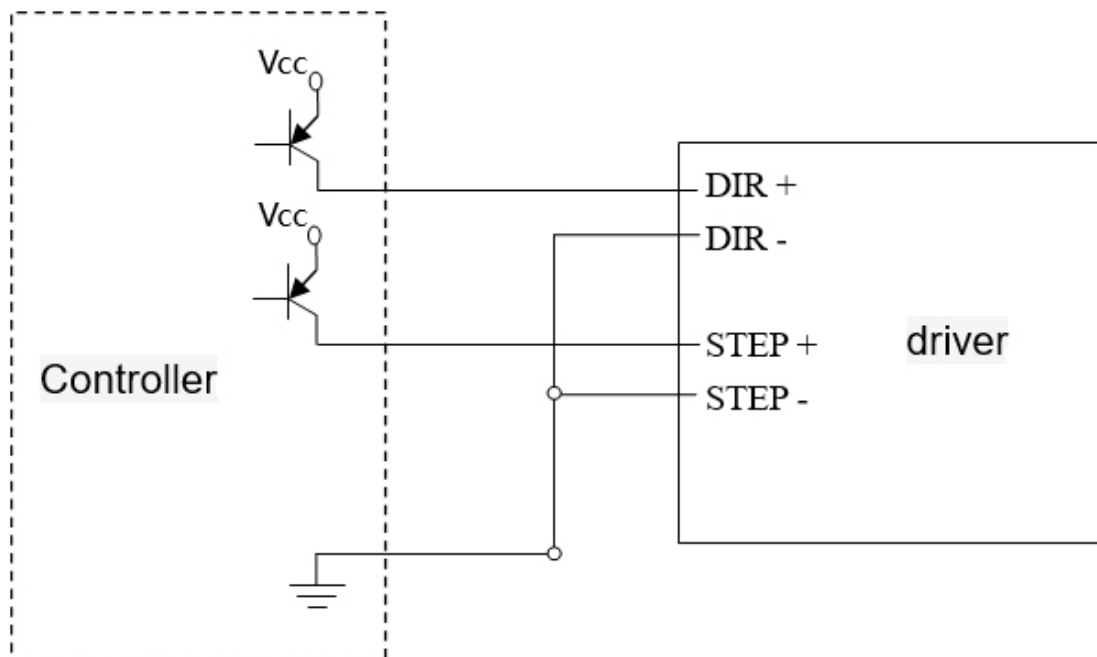 Vcc
DIR +
Vcc
DIR -
STEP +
driver
Controller
STEP -